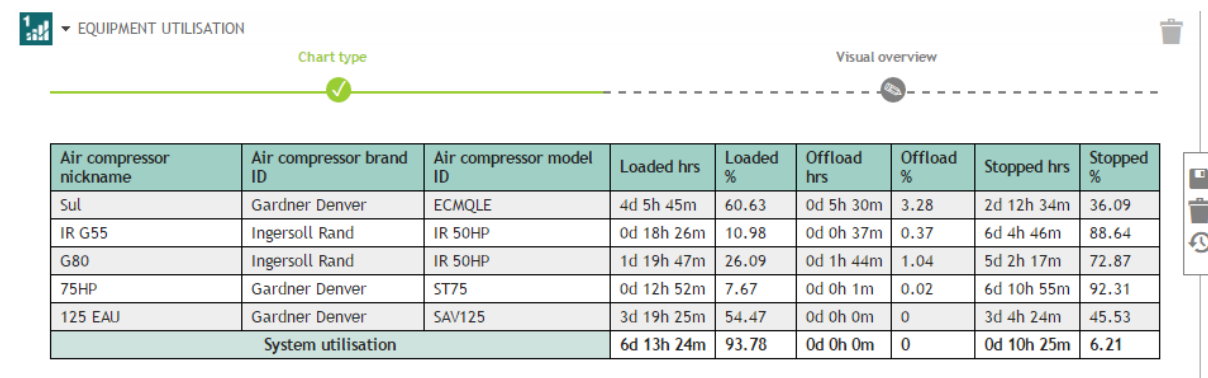 1
EQUIPMENT UTILISATION
Chart type
Visual overview
Air compressor nickname Air compressor brand ID Air compressor model ID Loaded hrs Loaded % Offload hrs Offload % Stopped hrs Stopped %
Sul Gardner Denver ECMQLE 4d 5h 45m 60.63 0d 5h 30m 3.28 2d 12h 34m 36.09
IR G55 Ingersoll Rand IR 50HP 0d 18h 26m 10.98 0d 0h 37m 0.37 6d 4h 46m 88.64
G80 Ingersoll Rand IR 50HP 1d 19h 47m 26.09 0d 1h 44m 1.04 5d 2h 17m 72.87
75HP Gardner Denver ST75 0d 12h 52m 7.67 0d 0h 1m 0.02 6d 10h 55m 92.31
125 EAU Gardner Denver SAV125 3d 19h 25m 54.47 0d 0h 0m 0 3d 4h 24m 45.53
System utilisation 6d 13h 24m 93.78 0d 0h 0m 0 0d 10h 25m 6.21